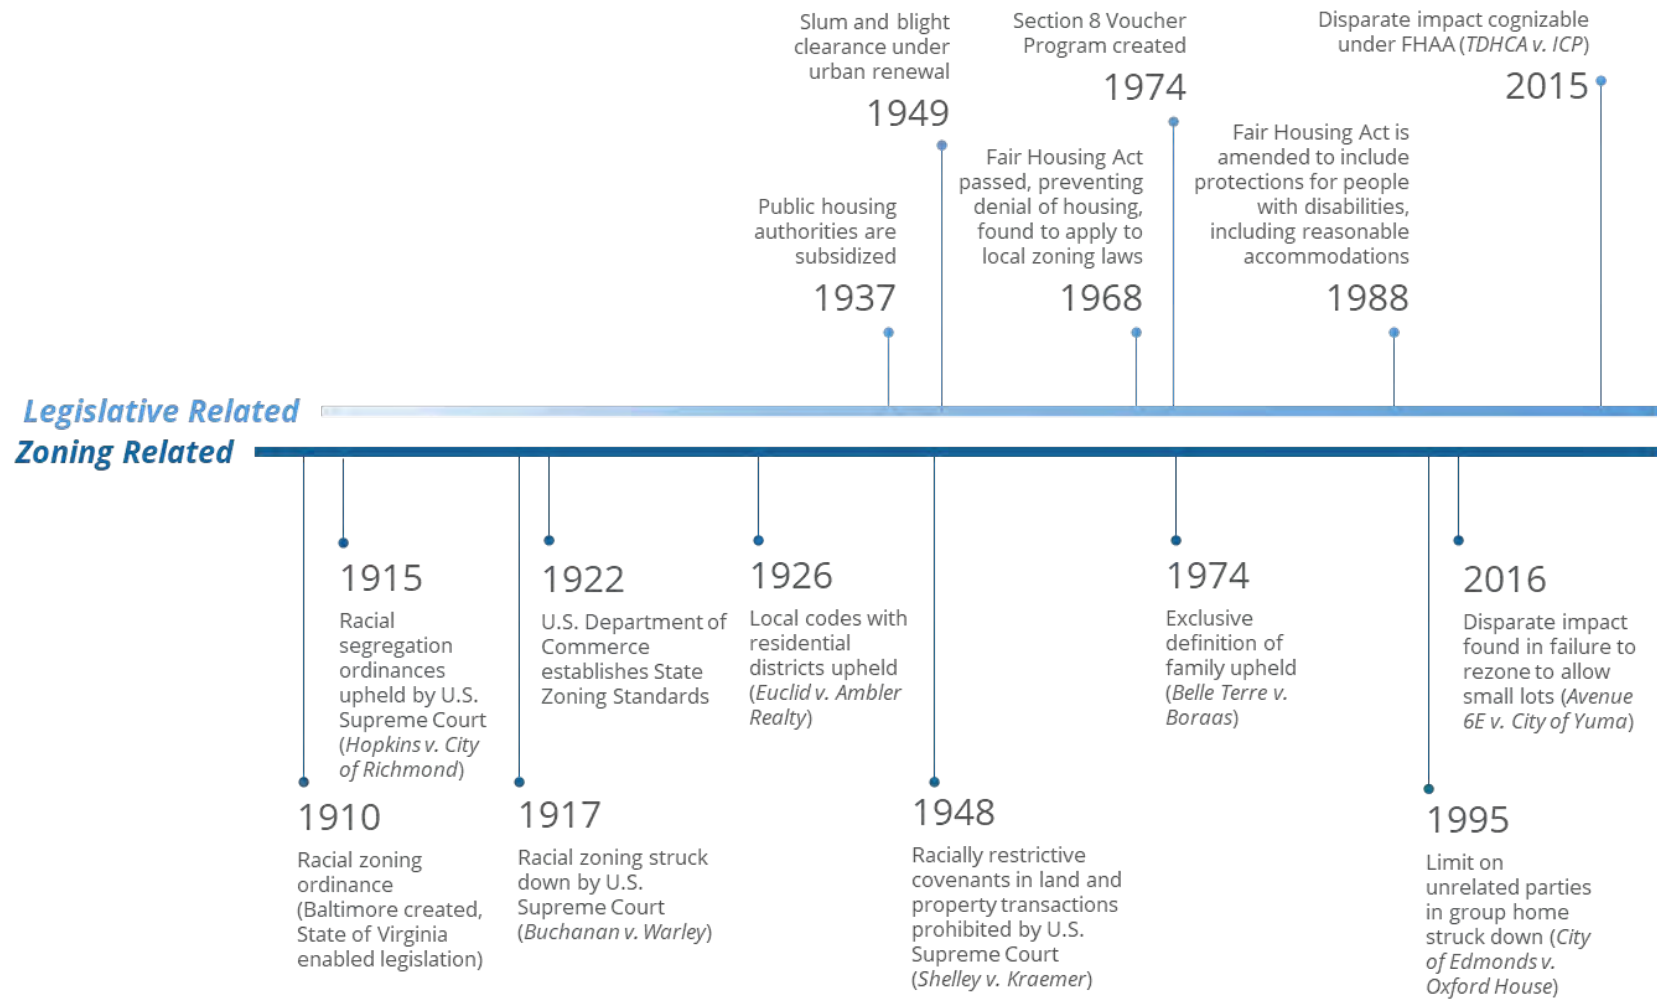 Slum and blight
clearance under
urban renewal
1949
Section 8 Voucher
Program created
1974
Disparate impact cognizable
under FHAA (TDHCA v. ICP)
2015
Public housing
authorities are
subsidized
1937
Fair Housing Act
passed, preventing
denial of housing,
found to apply to
local zoning laws
1968
Fair Housing Act is
amended to include
protections for people
with disabilities,
including reasonable
accommodations
1988
Legislative Related
Zoning Related
1915
Racial
segregation
ordinances
upheld by U.S.
Supreme Court
(Hopkins v. City
of Richmond)
1922
U.S. Department of
Commerce
establishes State
Zoning Standards
1926
Local codes with
residential
districts upheld
(Euclid v. Ambler
Realty)
1974
Exclusive
definition of
family upheld
(Belle Terre v.
Boraas)
2016
Disparate impact
found in failure to
rezone to allow
small lots (Avenue
6E v. City of Yuma)
1910
Racial zoning
ordinance
(Baltimore created,
State of Virginia
enabled legislation)
1917
Racial zoning struck
down by U.S.
Supreme Court
(Buchanan v. Warley)
1948
Racially restrictive
covenants in land and
property transactions
prohibited by U.S.
Supreme Court
(Shelley v. Kraemer)
1995
Limit on
unrelated parties
in group home
struck down (City
of Edmonds v.
Oxford House)